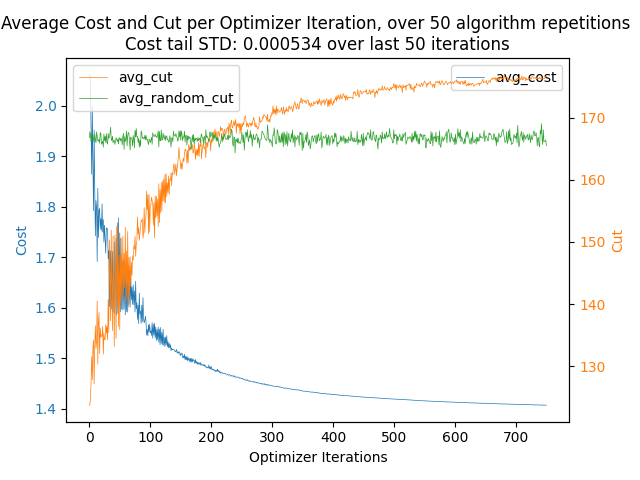 Average Cost and Cut per Optimizer Iteration, over 50 algorithm repetitions
Cost tail STD: 0.000534 over last 50 iterations
avg_cut
avg_random_cut
avg_cost
2.0
1.9
1.8
1.7
1.6
1.5
1.4
Cost
170
160
150
140
130
Cut
0 100 200 300 400 500 600 700
Optimizer Iterations